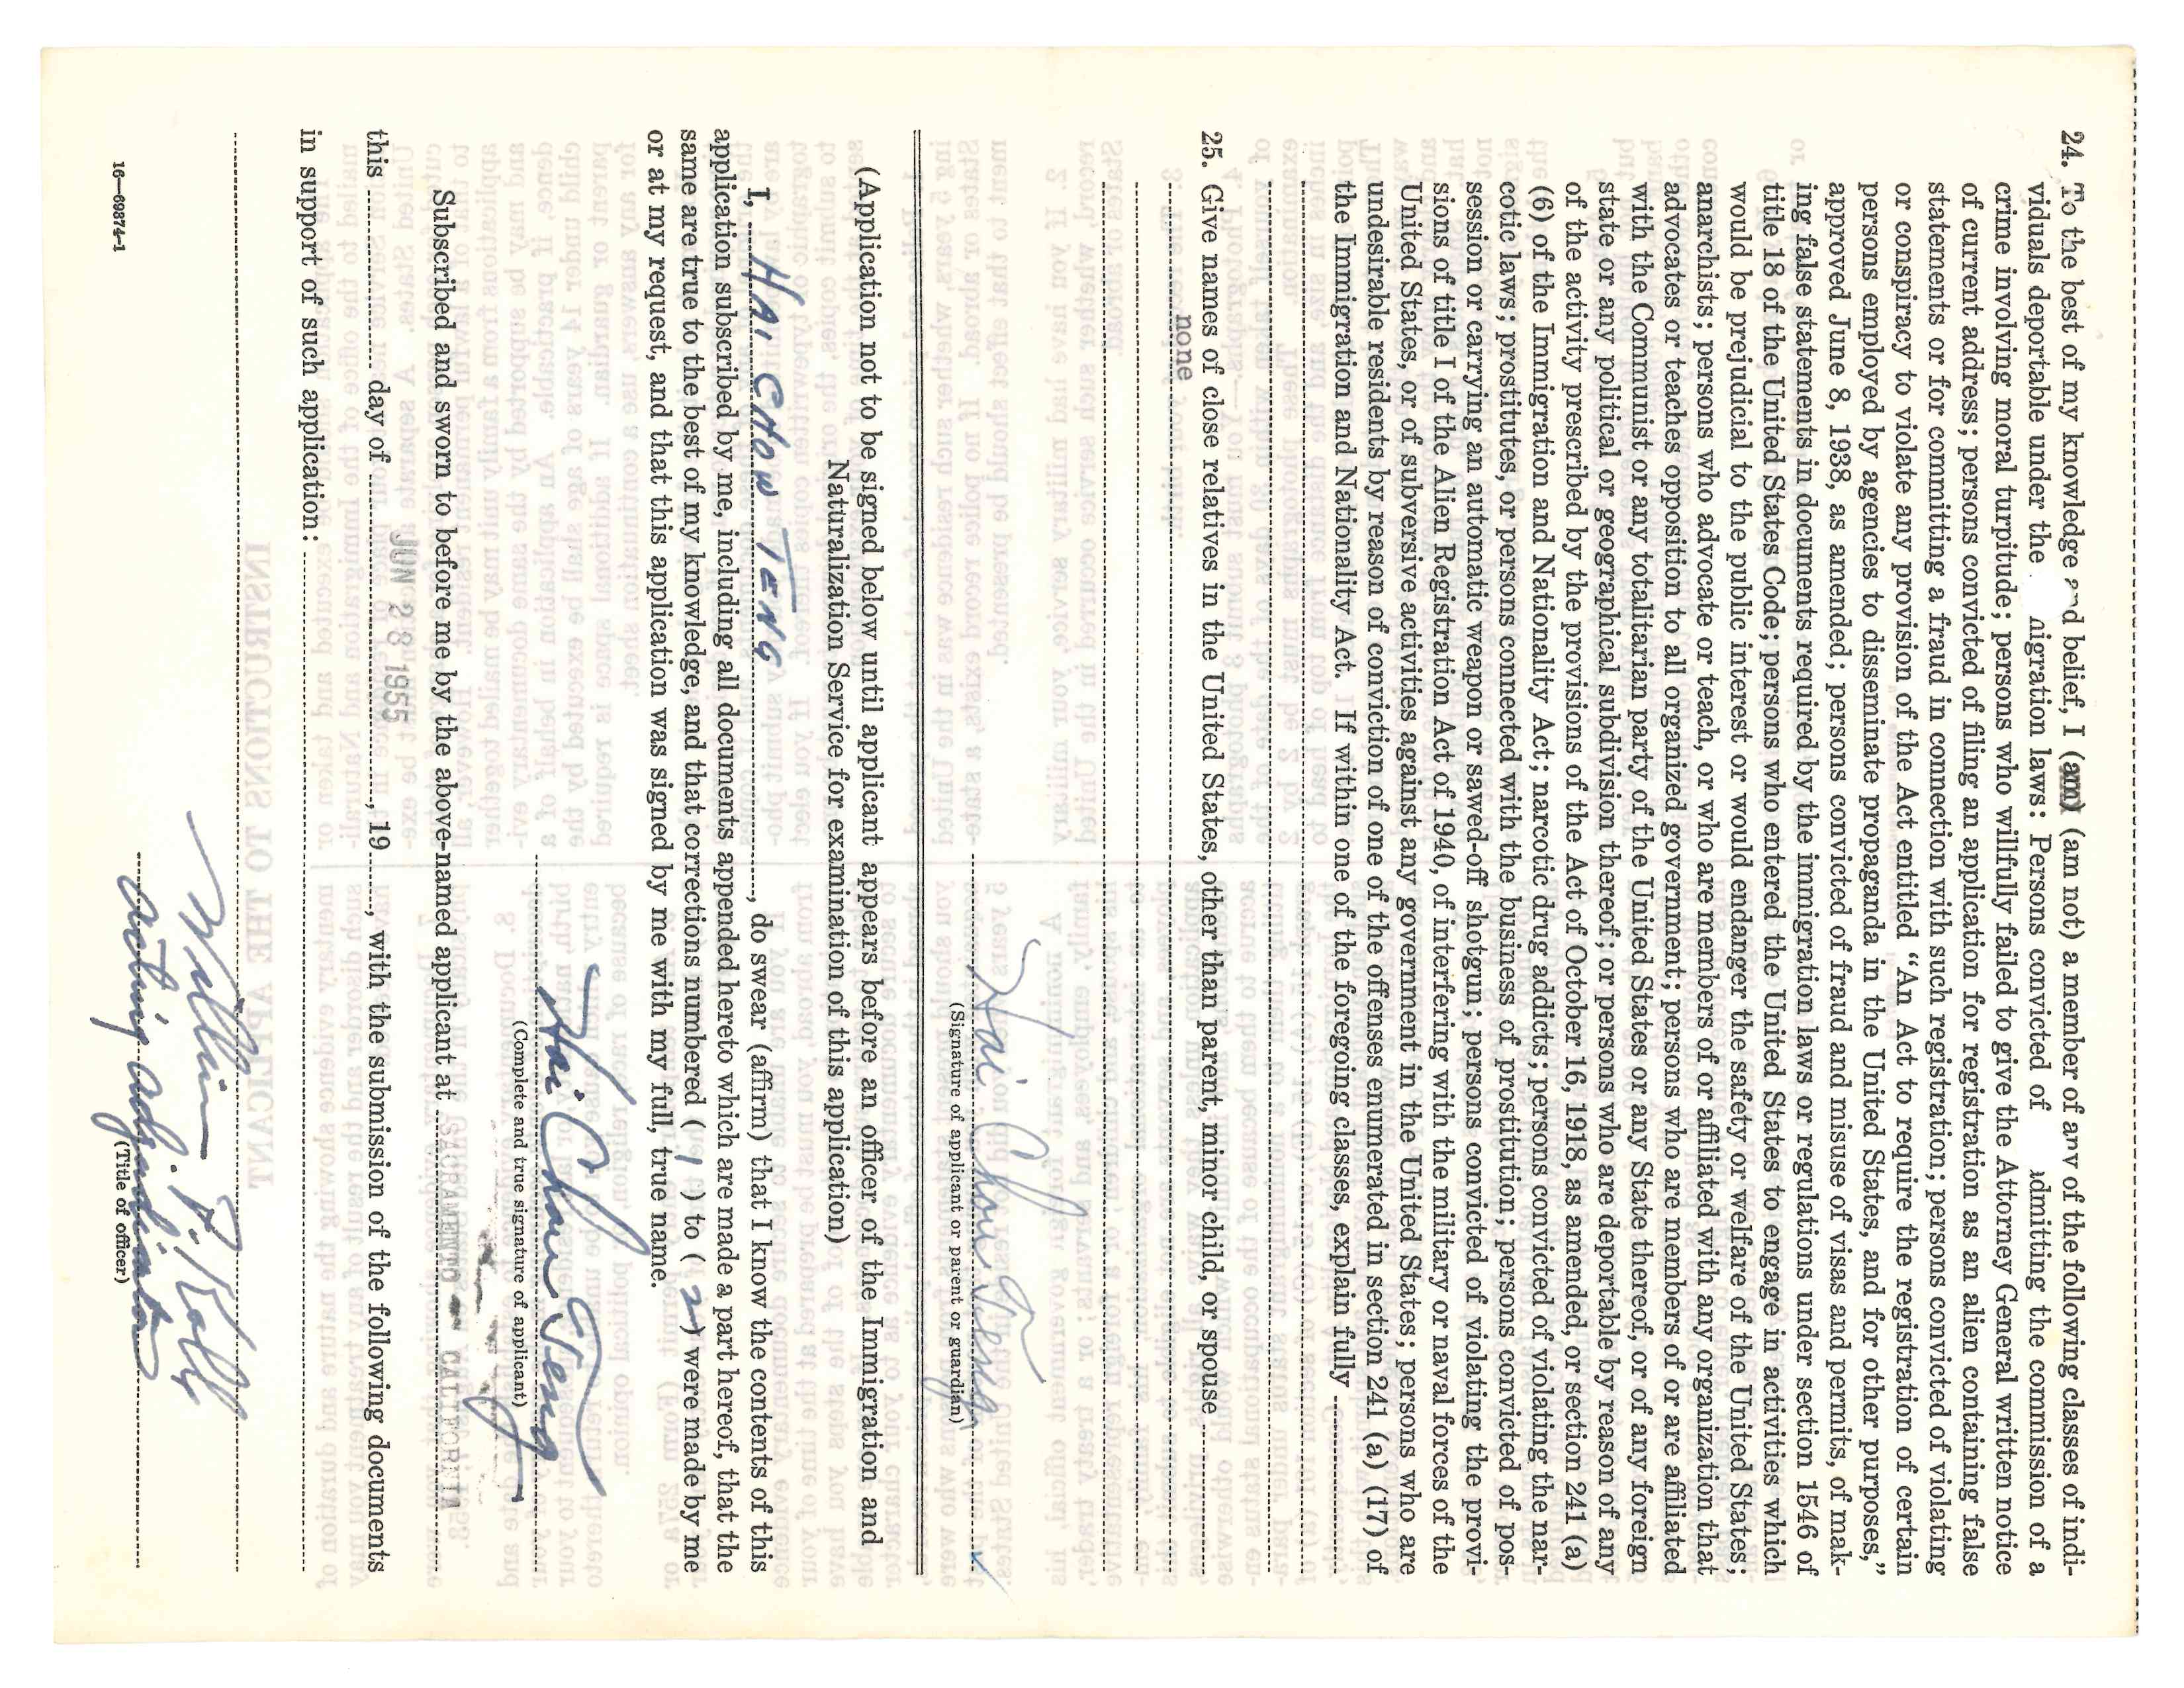 24. To the best of my knowledge and belief, I (am) (am not) a member of any of the following classes of indi-
viduals deportable under the nigration laws: Persons convicted of admitting the commission of a
crime involving moral turpitude; persons who willfully failed to give the Attorney General written notice
of current address; persons convicted of filing an application for registration as an alien containing false
statements or for committing a fraud in connection with such registration; persons convicted of violating
or conspiracy to violate any provision of the Act entitled “An Act to require the registration of certain
persons employed by agencies to disseminate propaganda in the United States, and for other purposes,”
approved June 8, 1938, as amended; persons convicted of fraud and misuse of visas and permits, of mak-
ing false statements in documents required by the immigration laws or regulations under section 1546 of
title 18 of the United States Code; persons who entered the United States to engage in activities which
would be prejudicial to the public interest or would endanger the safety or welfare of the United States;
anarchists; persons who advocate or teach, or who are members of or affiliated with any organization that
advocates or teaches opposition to all organized government; persons who are members of or are affiliated
with the Communist or any totalitarian party of the United States or any State thereof, or of any foreign
state or any political or geographical subdivision thereof; or persons who are deportable by reason of any
of the activity prescribed by the provisions of the Act of October 16, 1918, as amended, or section 241 (a)
(6) of the Immigration and Nationality Act; narcotic drug addicts; persons convicted of violating the nar-
cotic laws; prostitutes, or persons connected with the business of prostitution; persons convicted of pos-
session or carrying an automatic weapon or sawed-off shotgun; persons convicted of violating the provi-
sions of title I of the Alien Registration Act of 1940, of interfering with the military or naval forces of the
United States, or of subversive activities against any government in the United States; persons who are
undesirable residents by reason of conviction of one of the offenses enumerated in section 241 (a) (17) of
the Immigration and Nationality Act. If within one of the foregoing classes, explain fully
25. Give names of close relatives in the United States, other than parent, minor child, or spouse
none
Hai Chow Teng
(Signature of applicant or parent or guardian)
(Application not to be signed below until applicant appears before an officer of the Immigration and
Naturalization Service for examination of this application)
I, HAI CHOW TENG, do swear (affirm) that I know the contents of this
application subscribed by me, including all documents appended hereto which are made a part hereof, that the
same are true to the best of my knowledge, and that corrections numbered ( 1 ) to ( 2 ) were made by me
or at my request, and that this application was signed by me with my full, true name.
Hai Chow Teng
(Complete and true signature of applicant)
Subscribed and sworn to before me by the above-named applicant at SACRAMENTO CALIFORNIA
JUN 28 1955
this day of , 19 , with the submission of the following documents
in support of such application:
William F. Kolle
acting adjudicator
(Title of officer)
16—69374-1